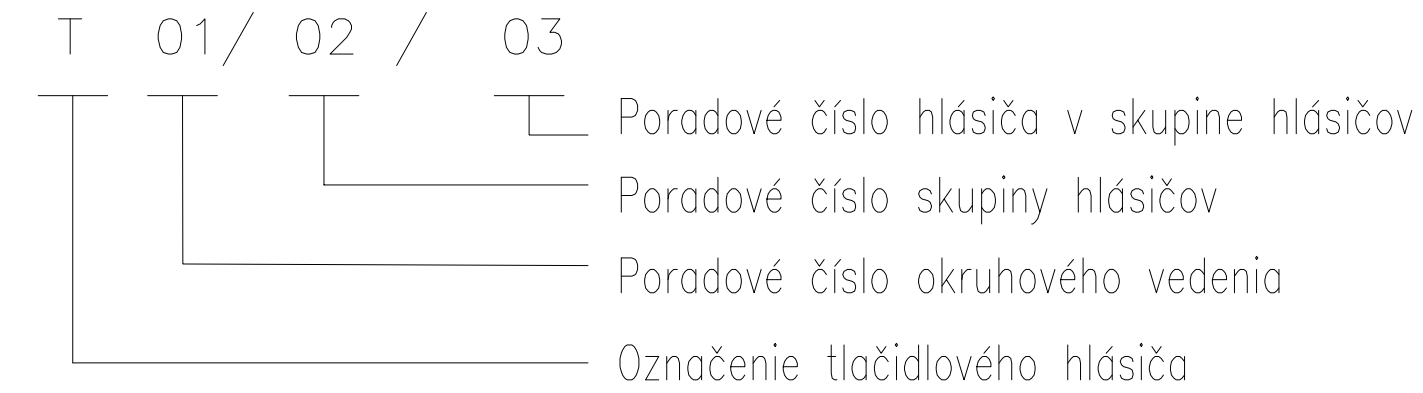 T 01/ 02 / 03
Poradové číslo hlásiča v skupine hlásičov
Poradové číslo skupiny hlásičov
Poradové číslo okruhového vedenia
Označenie tlačidlového hlásiča